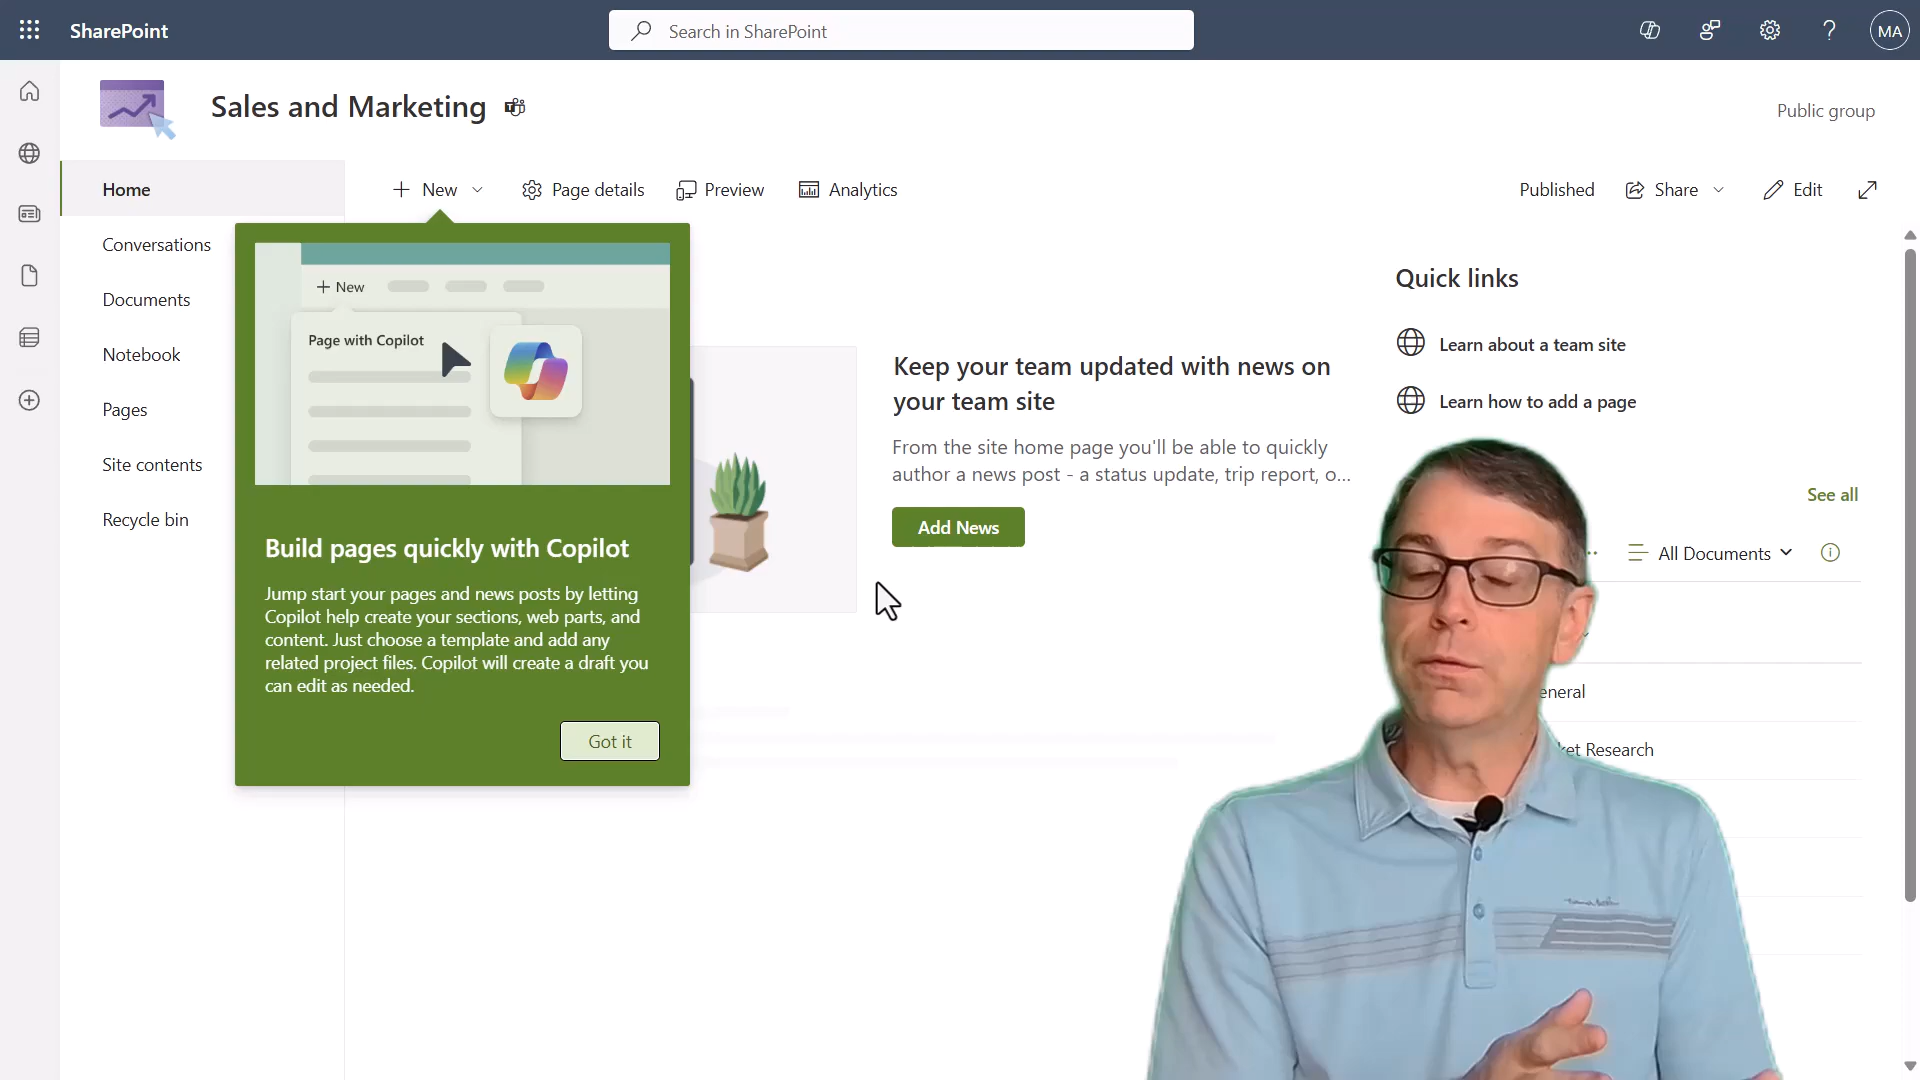 SharePoint
Search in SharePoint
MA
Sales and Marketing
Public group
Home
New
Page details
Preview
Analytics
Published
Share
Edit
Conversations
Documents
Notebook
Pages
Site contents
Recycle bin
New
Page with Copilot
Build pages quickly with Copilot
Jump start your pages and news posts by letting
Copilot help create your sections, web parts, and
content. Just choose a template and add any
related project files. Copilot will create a draft you
can edit as needed.
Got it
Keep your team updated with news on
your team site
From the site home page you'll be able to quickly
author a news post - a status update, trip report, o...
Add News
Quick links
Learn about a team site
Learn how to add a page
See all
All Documents
eneral
ket Research